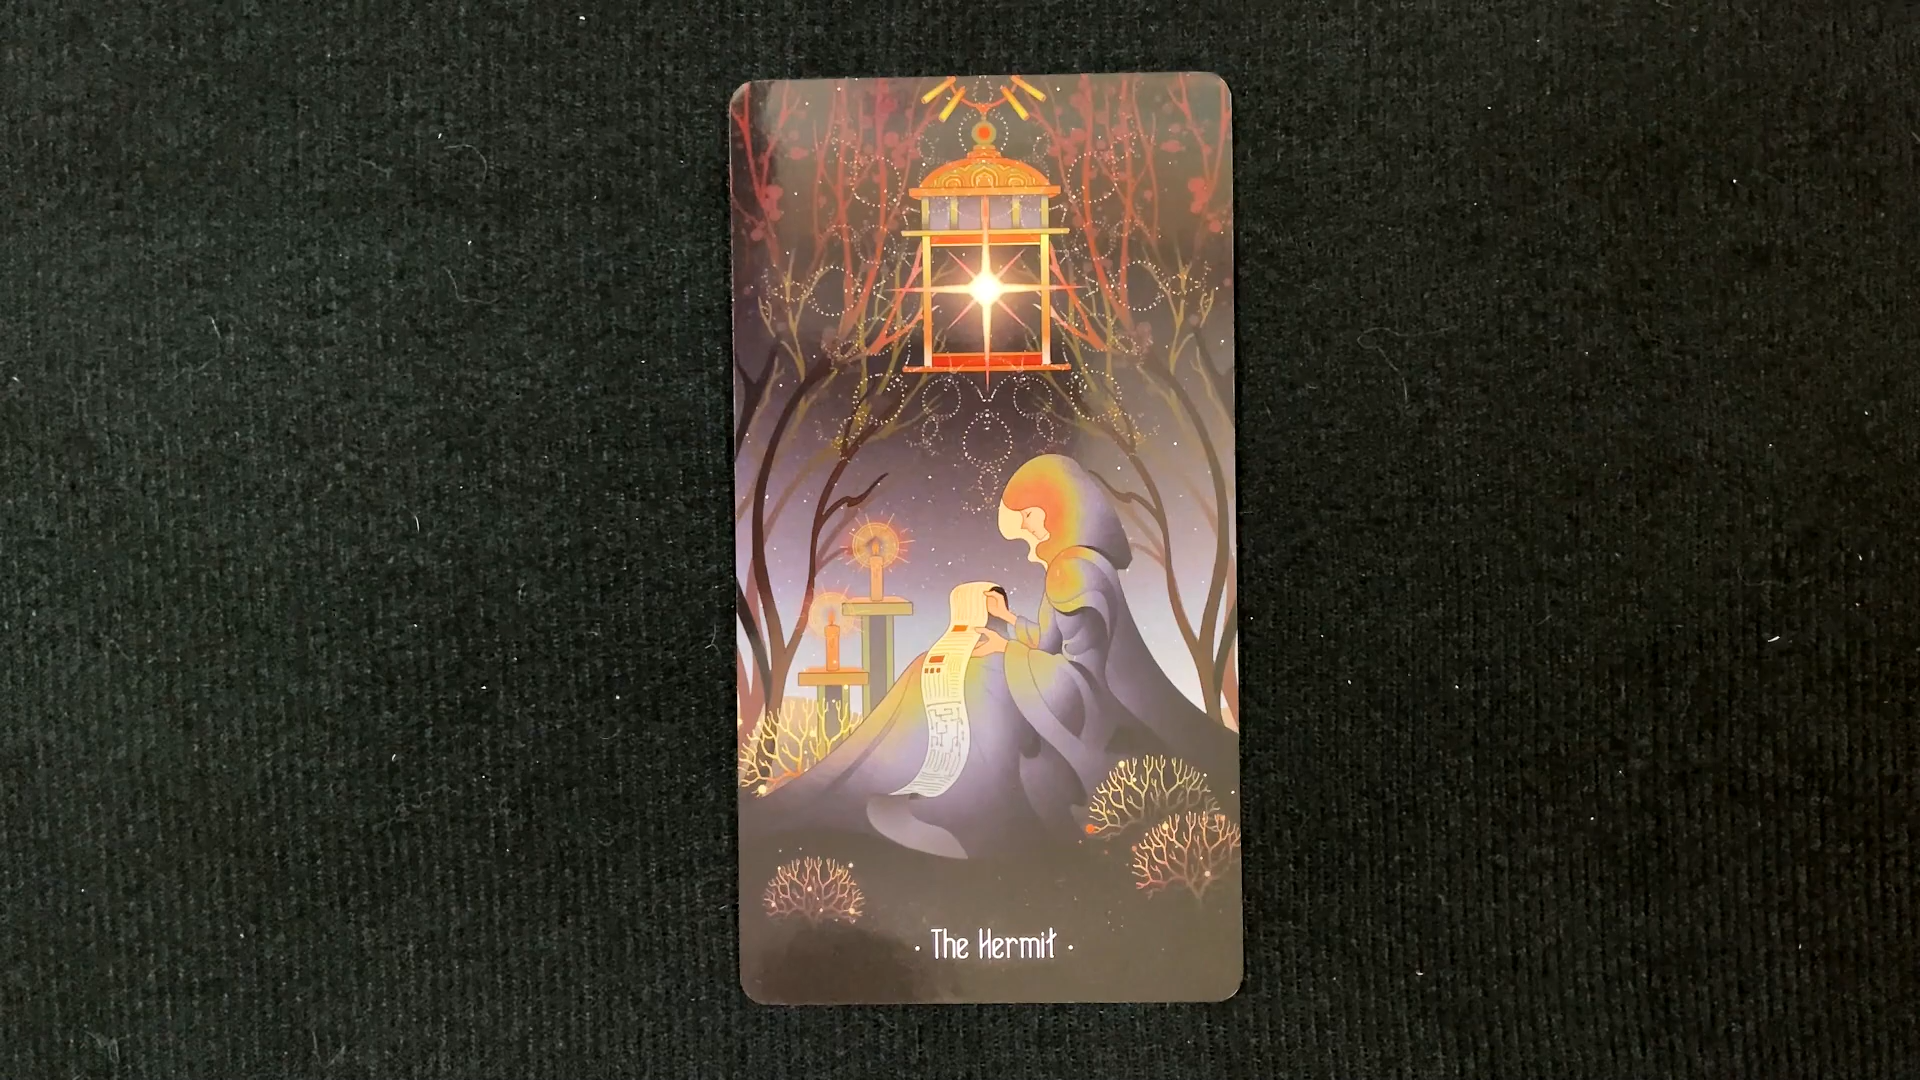 · The Hermit ·